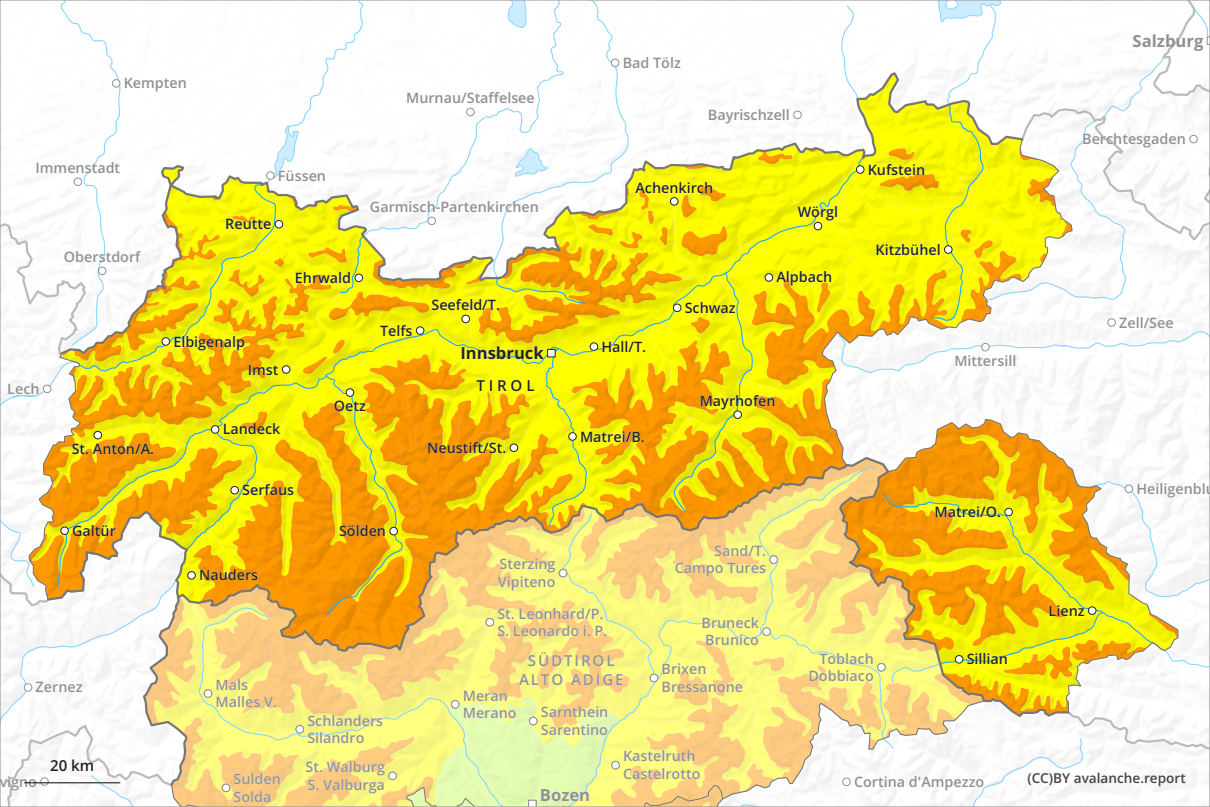 Salzburg
Bad Tölz
Kempten
Murnau/Staffelsee
Bayrischzell
Berchtesgaden
Immenstadt
Füssen
Kufstein
Achenkirch
Garmisch-Partenkirchen
Wörgl
Reutte
Kitzbühel
Oberstdorf
Ehrwald
Alpbach
Seefeld/T.
Schwaz
Telfs
Zell/See
Elbigenalp
Innsbruck
Hall/T.
Mittersill
Imst
TIROL
Lech
Oetz
Mayrhofen
Landeck
Matrei/B.
St. Anton/A.
Neustift/St.
Serfaus
Heiligenblu
Matrei/O.
Galtür
Sölden
Sand/T.
Campo Tures
Sterzing
Vipiteno
Nauders
Lienz
St. Leonhard/P.
S. Leonardo i. P.
Bruneck
Brunico
Sillian
SÜDTIROL
ALTO ADIGE
Toblach
Dobbiaco
Brixen
Bressanone
Zernez
Mals
Malles V.
Meran
Merano
Sarnthein
Sarentino
Schlanders
Silandro
Kastelruth
Castelrotto
20 km
St. Walburg
S. Valburga
vigno
Sulden
Solda
Cortina d'Ampezzo
(CC)BY avalanche.report
Bozen